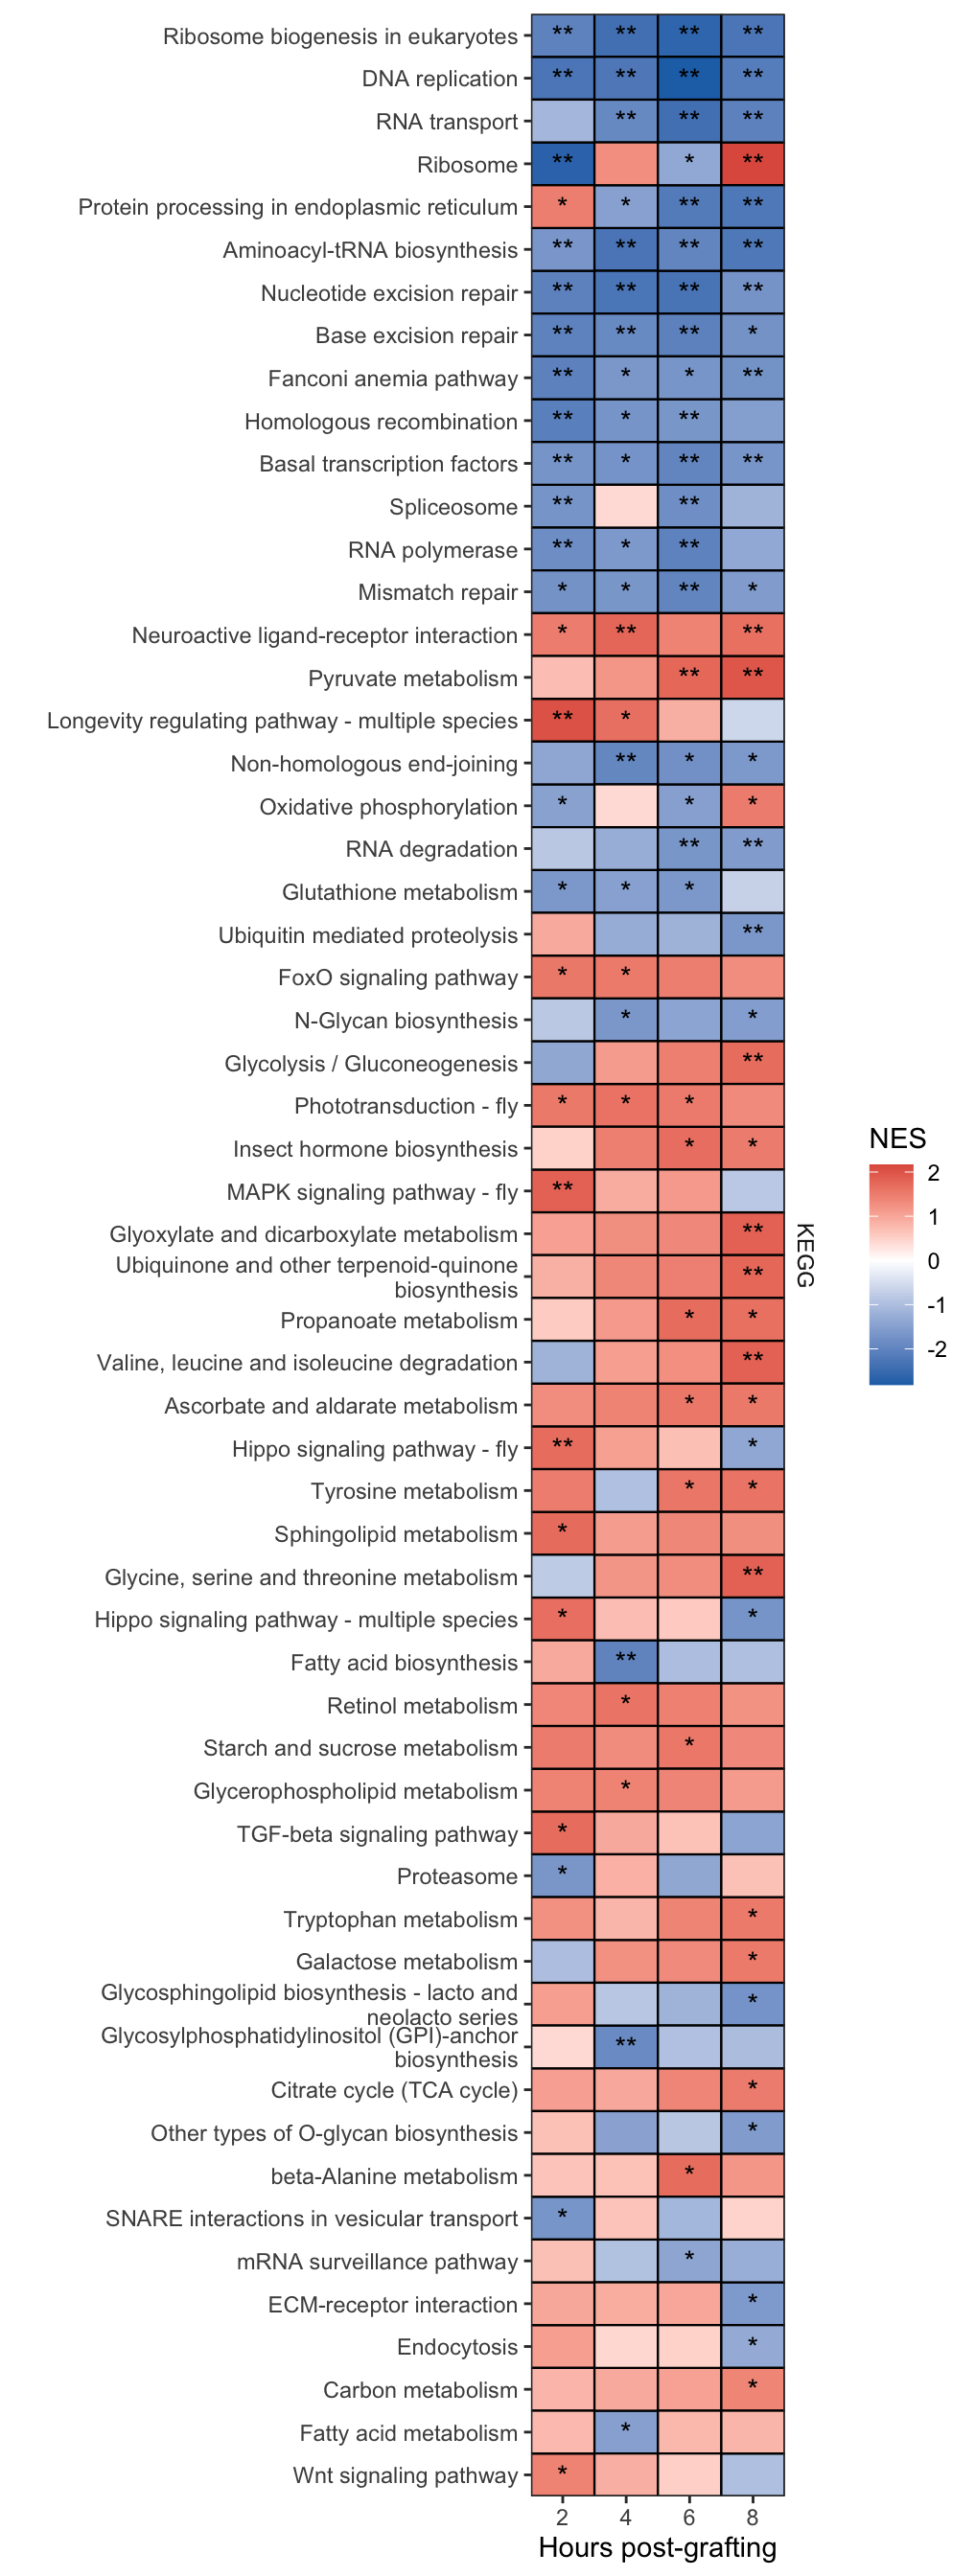 Ribosome biogenesis in eukaryotes ** ** ** **
DNA replication ** ** ** **
RNA transport ** ** **
Ribosome ** * **
Protein processing in endoplasmic reticulum * * ** **
Aminoacyl-tRNA biosynthesis ** ** ** **
Nucleotide excision repair ** ** ** **
Base excision repair ** ** ** *
Fanconi anemia pathway ** * * **
Homologous recombination ** * **
Basal transcription factors ** * ** **
Spliceosome ** **
RNA polymerase ** * **
Mismatch repair * * ** *
Neuroactive ligand-receptor interaction * ** **
Pyruvate metabolism ** **
Longevity regulating pathway - multiple species ** *
Non-homologous end-joining ** * *
Oxidative phosphorylation * * *
RNA degradation ** **
Glutathione metabolism * * *
Ubiquitin mediated proteolysis **
FoxO signaling pathway * *
N-Glycan biosynthesis * *
Glycolysis / Gluconeogenesis **
Phototransduction - fly * * *
Insect hormone biosynthesis * *
MAPK signaling pathway - fly **
Glyoxylate and dicarboxylate metabolism **
Ubiquinone and other terpenoid-quinone
biosynthesis **
Propanoate metabolism * *
Valine, leucine and isoleucine degradation **
Ascorbate and aldarate metabolism * *
Hippo signaling pathway - fly ** *
Tyrosine metabolism * *
Sphingolipid metabolism *
Glycine, serine and threonine metabolism **
Hippo signaling pathway - multiple species * *
Fatty acid biosynthesis **
Retinol metabolism *
Starch and sucrose metabolism *
Glycerophospholipid metabolism *
TGF-beta signaling pathway *
Proteasome *
Tryptophan metabolism *
Galactose metabolism *
Glycosphingolipid biosynthesis - lacto and
neolacto series *
Glycosylphosphatidylinositol (GPI)-anchor
biosynthesis **
Citrate cycle (TCA cycle) *
Other types of O-glycan biosynthesis *
beta-Alanine metabolism *
SNARE interactions in vesicular transport *
mRNA surveillance pathway *
ECM-receptor interaction *
Endocytosis *
Carbon metabolism *
Fatty acid metabolism *
Wnt signaling pathway *
2 4 6 8
Hours post-grafting
KEGG
NES
2
1
0
-1
-2